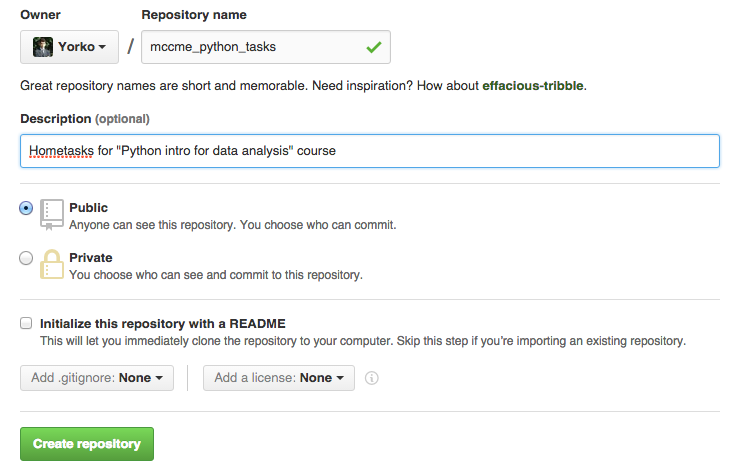 Owner Repository name
Yorko / mccme_python_tasks
Great repository names are short and memorable. Need inspiration? How about effacious-tribble.
Description (optional)
Hometasks for "Python intro for data analysis" course
Public
Anyone can see this repository. You choose who can commit.
Private
You choose who can see and commit to this repository.
Initialize this repository with a README
This will let you immediately clone the repository to your computer. Skip this step if you're importing an existing repository.
Add .gitignore: None Add a license: None
Create repository